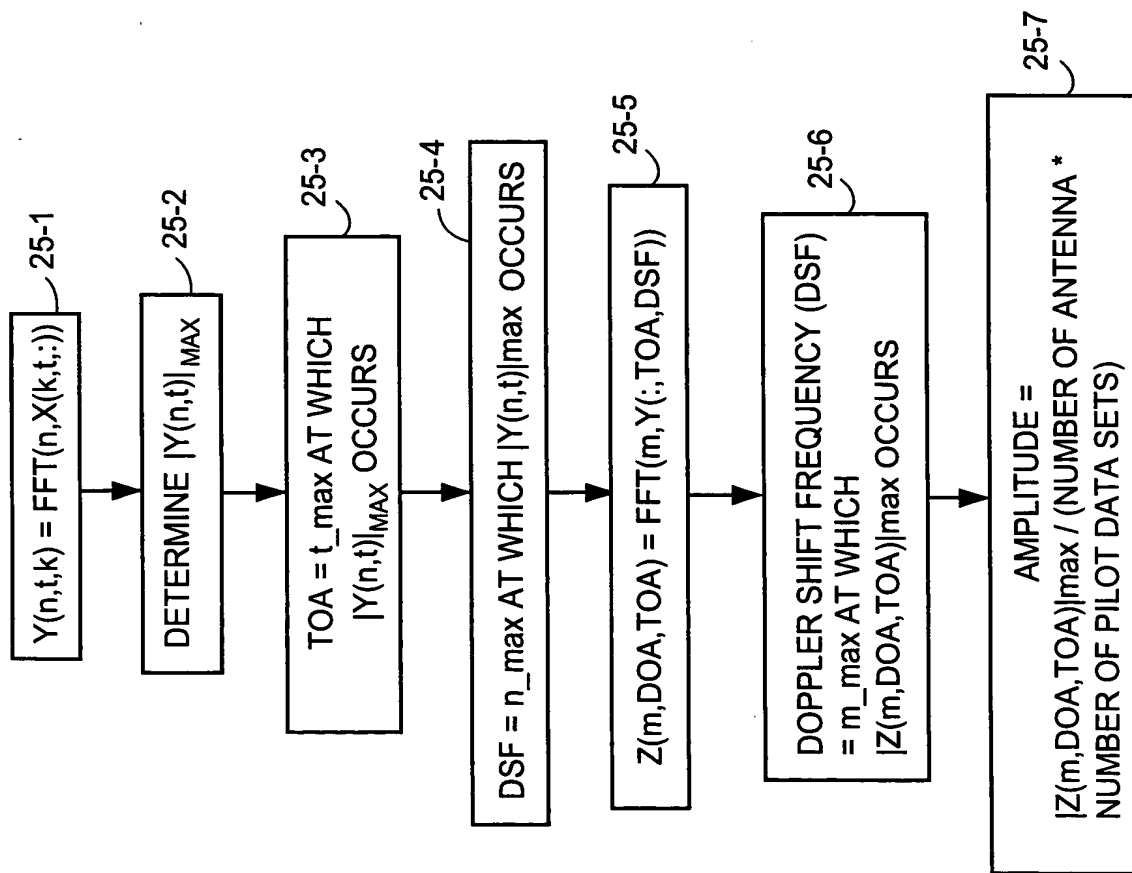 Y(n,t,k) = FFT(n,X(k,t,:))
25-1
DETERMINE |Y(n,t)|MAX
25-2
TOA = t_max AT WHICH
|Y(n,t)|MAX OCCURS
25-3
DSF = n_max AT WHICH |Y(n,t)|max OCCURS
25-4
Z(m,DOA,TOA) = FFT(m,Y(:,TOA,DSF))
25-5
DOPPLER SHIFT FREQUENCY (DSF)
= m_max AT WHICH
|Z(m,DOA,TOA)|max OCCURS
25-6
AMPLITUDE =
|Z(m,DOA,TOA)|max / (NUMBER OF ANTENNA *
NUMBER OF PILOT DATA SETS)
25-7